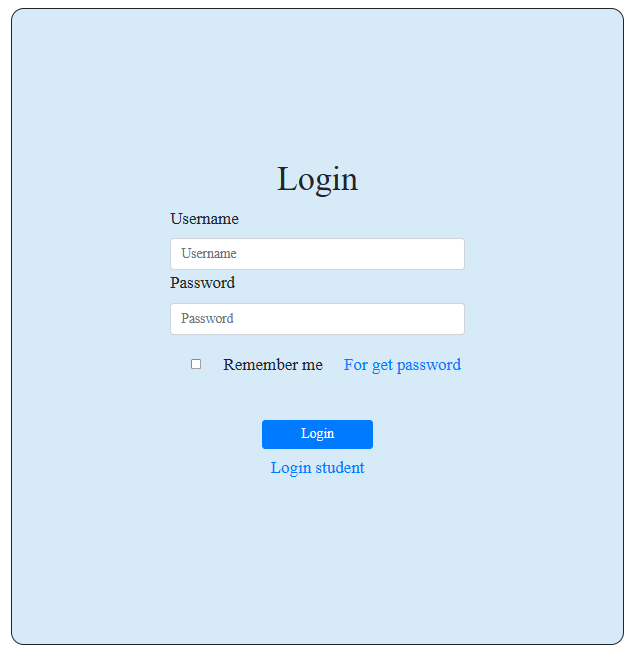 Login
Username
Username
Password
Password
Remember me For get password
Login
Login student